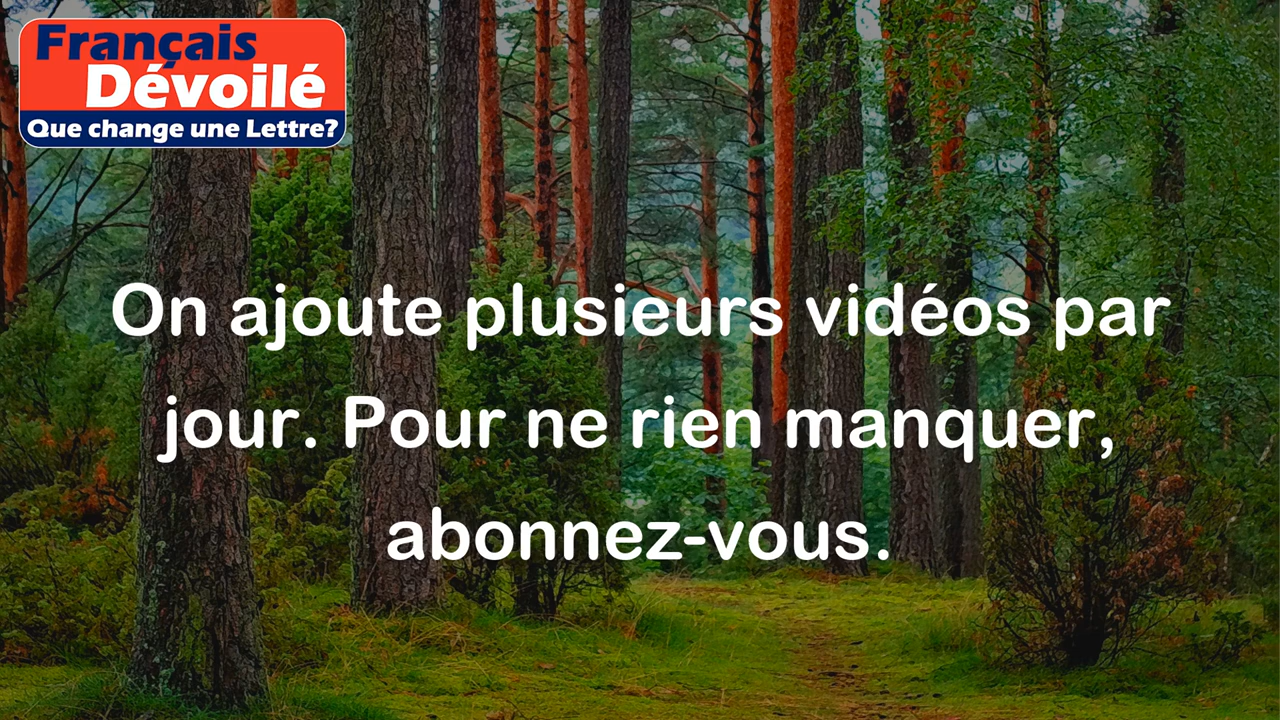 Français
Dévoilé
Que change une Lettre?
On ajoute plusieurs vidéos par
jour. Pour ne rien manquer,
abonnez-vous.